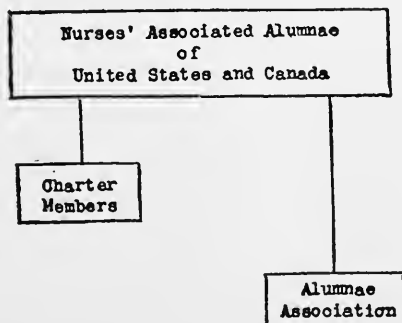 Nurses' Associated Alumnae
of
United States and Canada
Charter
Members
Alumnae
Association